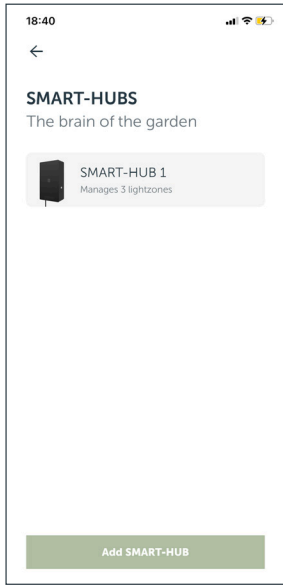 18:40
SMART-HUBS
The brain of the garden
SMART-HUB 1
Manages 3 lightzones
Add SMART-HUB